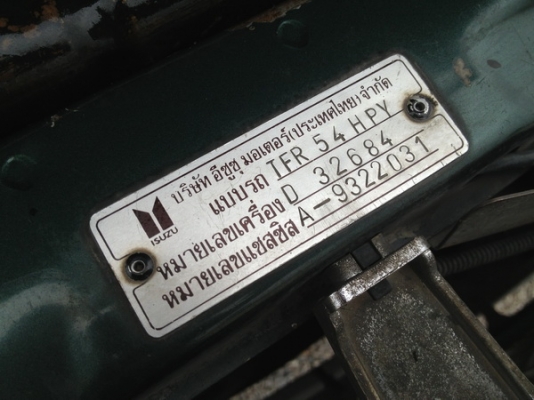 บริษัท อีซูซุ มอเตอร์(ประเทศไทย)จำกัด
ISUZU
แบบรถ TFR 54 HPY
หมายเลขเครื่อง D 32684
หมายเลขแชสซิส A-9322031